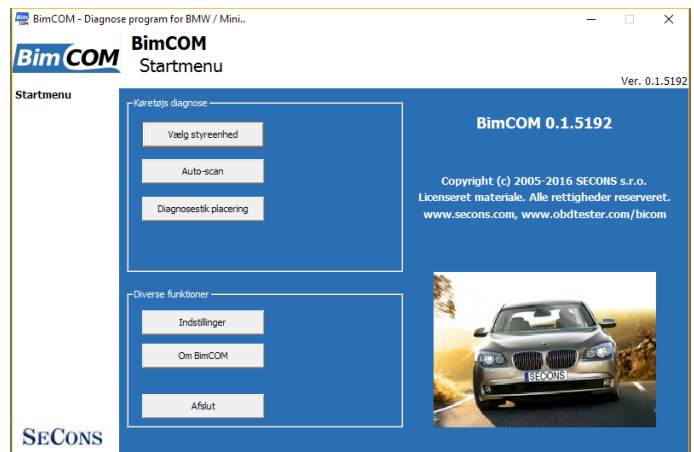 BimCOM - Diagnose program for BMW / Mini..
Bim COM
BimCOM
Startmenu
Ver. 0.1.5192
Startmenu
Køretøjs diagnose
Vælg styreenhed
Auto-scan
Diagnosestik placering
BimCOM 0.1.5192
Copyright (c) 2005-2016 SECONS s.r.o.
Licenseret materiale. Alle rettigheder reserveret.
www.secons.com, www.obdtester.com/bicom
Diverse funktioner
Indstillinger
Om BimCOM
Afslut
SECONS
SECONS